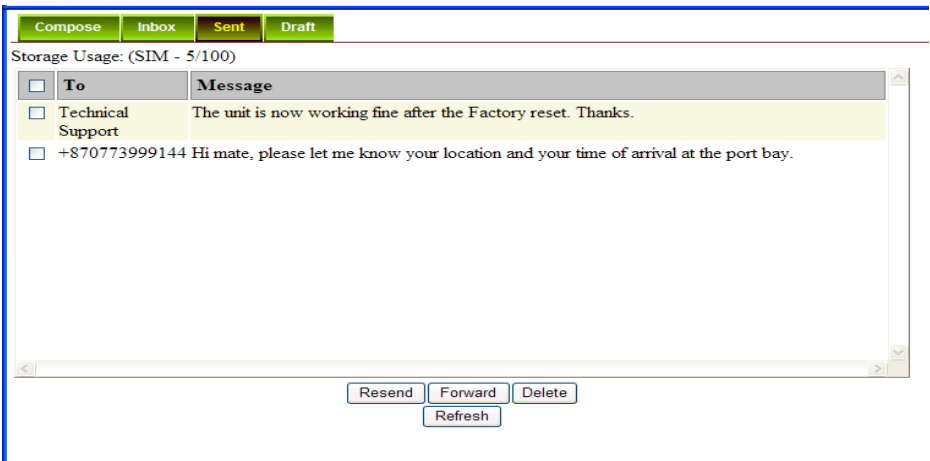 Compose Inbox Sent Draft
Storage Usage: (SIM - 5/100)
To Message
Technical Support The unit is now working fine after the Factory reset. Thanks.
+870773999144 Hi mate, please let me know your location and your time of arrival at the port bay.
Resend Forward Delete
Refresh